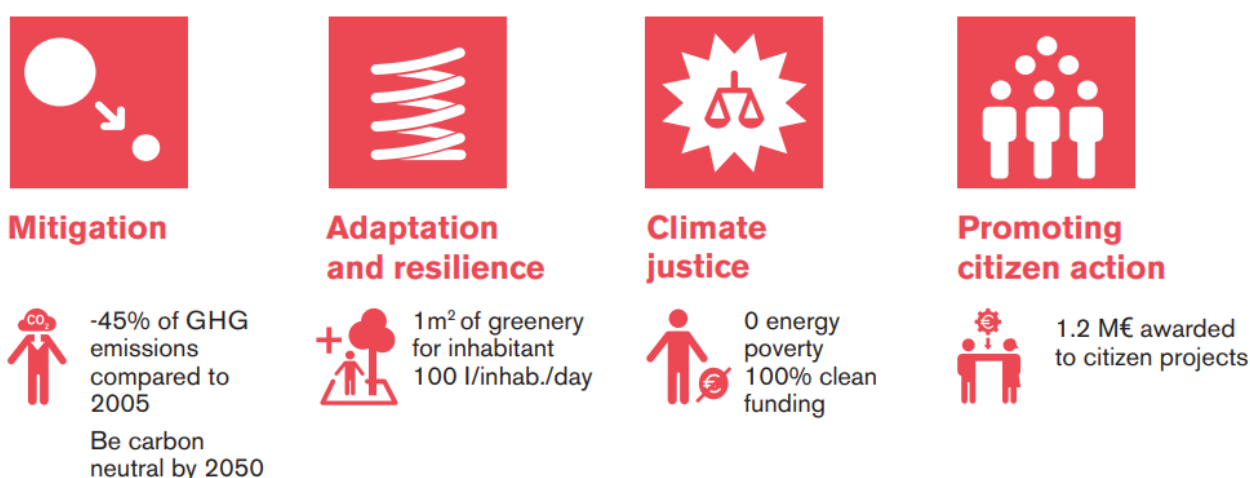 Mitigation
CO₂
-45% of GHG
emissions
compared to
2005
Be carbon
neutral by 2050
Adaptation
and resilience
1m² of greenery
for inhabitant
100 l/inhab./day
Climate
justice
€
0 energy
poverty
100% clean
funding
Promoting
citizen action
€
1.2 M€ awarded
to citizen projects